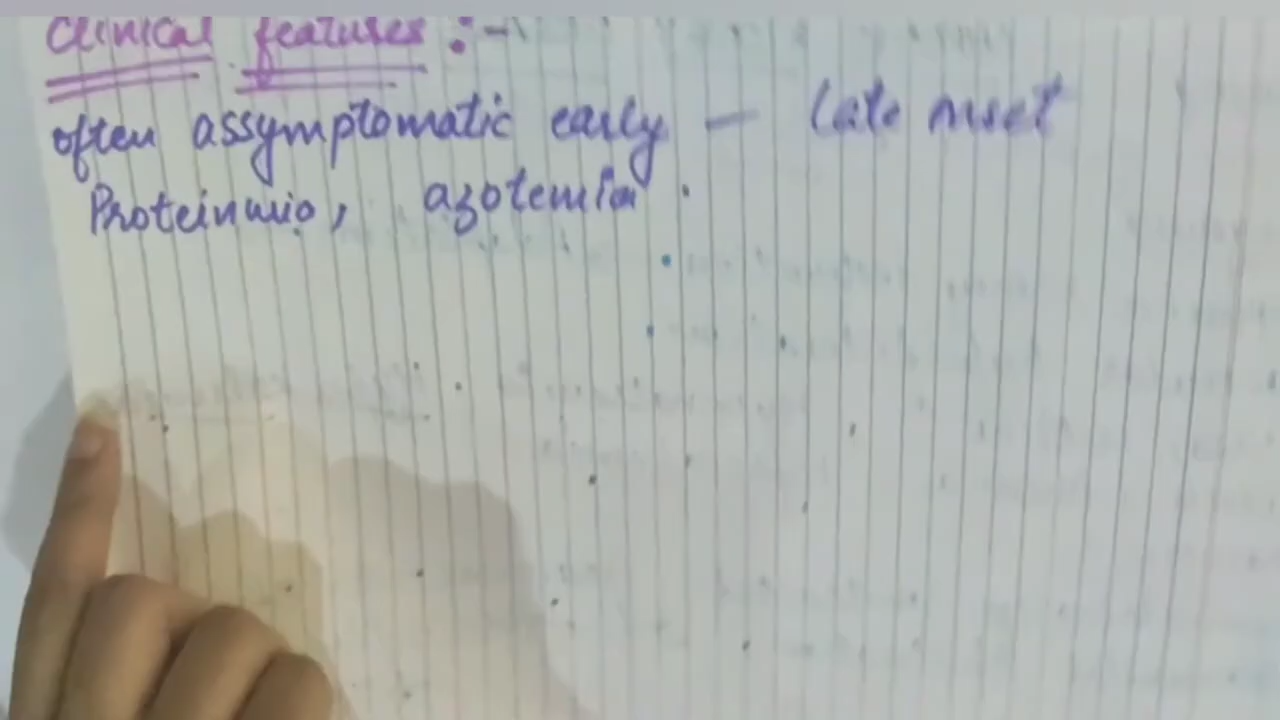 Clinical features :-
often assymptomatic early — late onset
Proteinuria, azotemia .